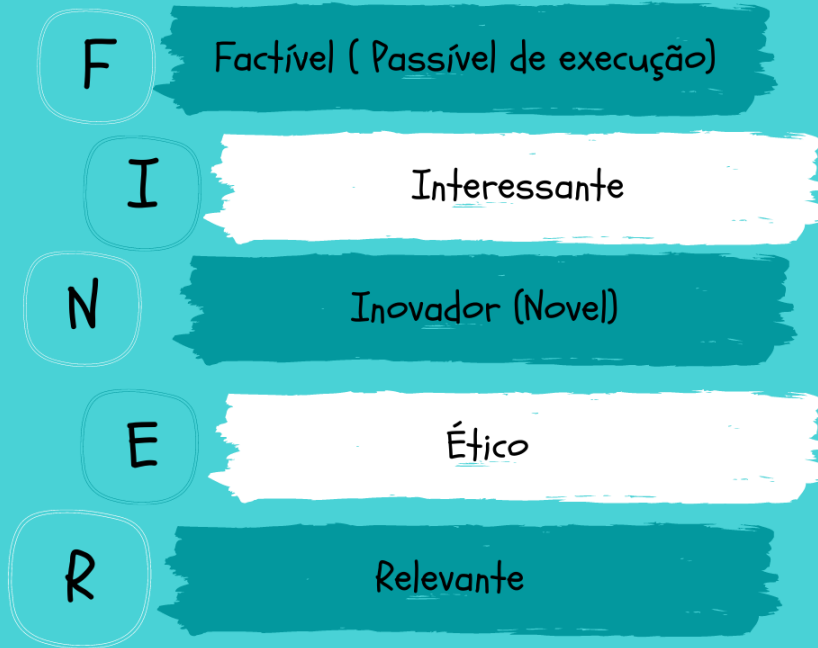 F
Factível ( Passível de execução)
I
Interessante
N
Inovador (Novel)
E
Ético
R
Relevante